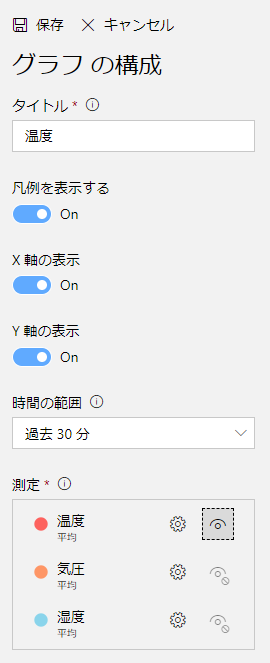 保存 キャンセル
グラフ の構成
タイトル *
温度
凡例を表示する
On
X 軸の表示
On
Y 軸の表示
On
時間の範囲
過去 30 分
測定 *
温度
平均
気圧
平均
湿度
平均